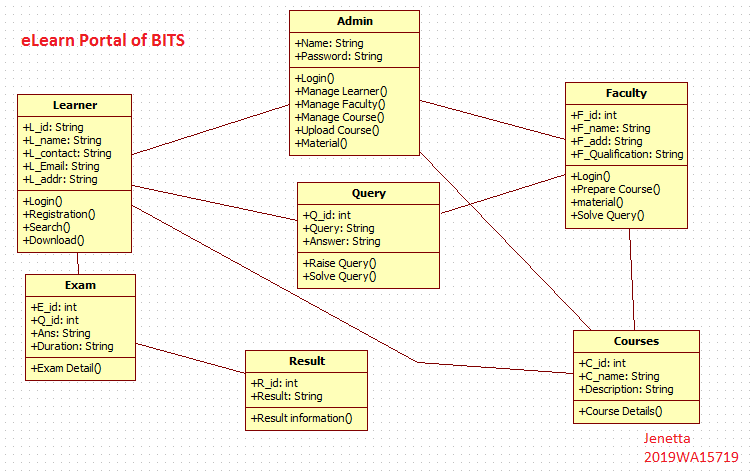 eLearn Portal of BITS
Admin
+Name: String
+Password: String
+Login()
+Manage Learner()
+Manage Faculty()
+Manage Course()
+Upload Course()
+Material()
Learner
+L_id: String
+L_name: String
+L_contact: String
+L_Email: String
+L_addr: String
+Login()
+Registration()
+Search()
+Download()
Faculty
+F_id: int
+F_name: String
+F_add: String
+F_Qualification: String
+Login()
+Prepare Course()
+material()
+Solve Query()
Query
+Q_id: int
+Query: String
+Answer: String
+Raise Query()
+Solve Query()
Exam
+E_id: int
+Q_id: int
+Ans: String
+Duration: String
+Exam Detail()
Result
+R_id: int
+Result: String
+Result information()
Courses
+C_id: int
+C_name: String
+Description: String
+Course Details()
Jenetta
2019WA15719